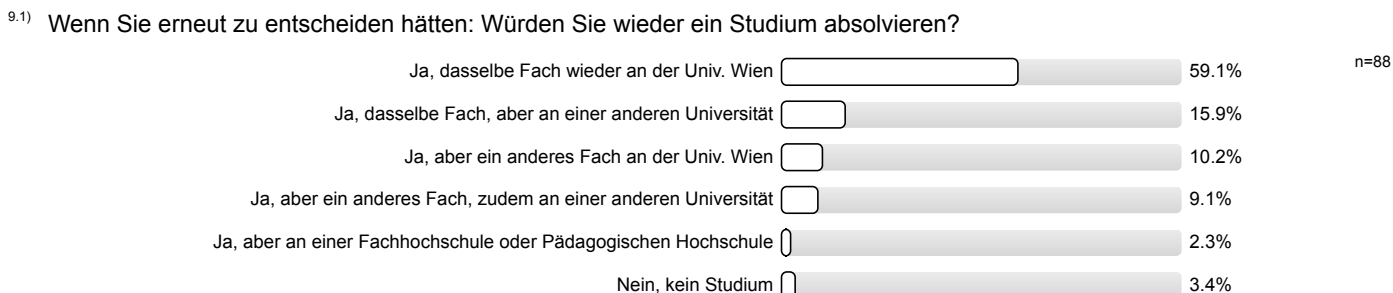 9.1) Wenn Sie erneut zu entscheiden hätten: Würden Sie wieder ein Studium absolvieren?
Ja, dasselbe Fach wieder an der Univ. Wien 59.1% n=88
Ja, dasselbe Fach, aber an einer anderen Universität 15.9%
Ja, aber ein anderes Fach an der Univ. Wien 10.2%
Ja, aber ein anderes Fach, zudem an einer anderen Universität 9.1%
Ja, aber an einer Fachhochschule oder Pädagogischen Hochschule 2.3%
Nein, kein Studium 3.4%